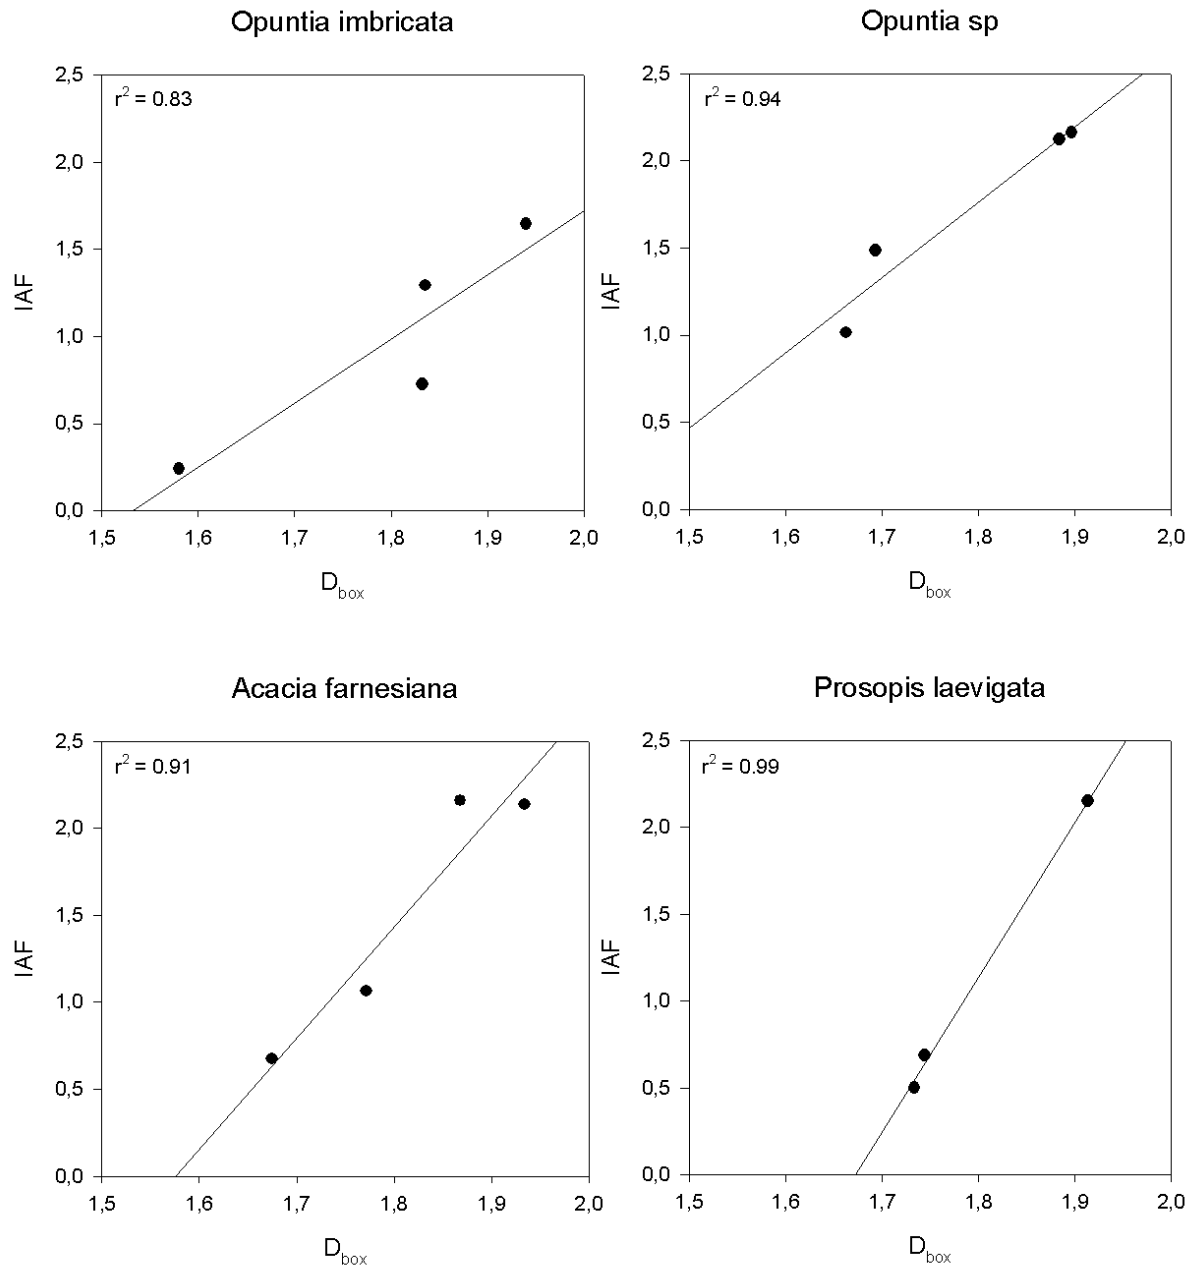 Opuntia imbricata
r² = 0.83
2,5
2,0
1,5
1,0
0,5
0,0
IAF
1,5 1,6 1,7 1,8 1,9 2,0
Dbox
Opuntia sp
r² = 0.94
2,5
2,0
1,5
1,0
0,5
0,0
IAF
1,5 1,6 1,7 1,8 1,9 2,0
Dbox
Acacia farnesiana
r² = 0.91
2,5
2,0
1,5
1,0
0,5
0,0
IAF
1,5 1,6 1,7 1,8 1,9 2,0
Dbox
Prosopis laevigata
r² = 0.99
2,5
2,0
1,5
1,0
0,5
0,0
IAF
1,5 1,6 1,7 1,8 1,9 2,0
Dbox